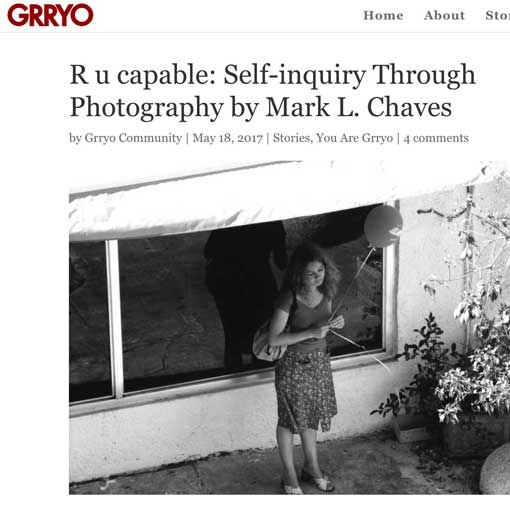 GRRYO
Home About Sto
R u capable: Self-inquiry Through
Photography by Mark L. Chaves
by Grryo Community | May 18, 2017 | Stories, You Are Grryo | 4 comments